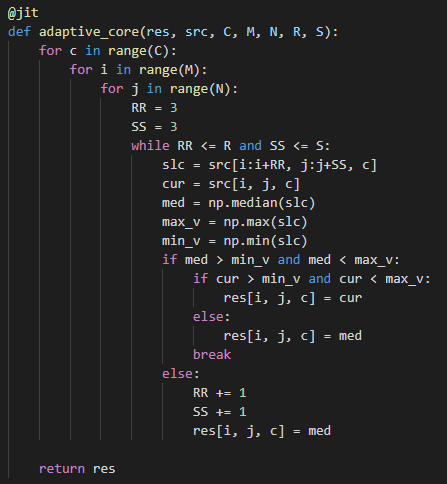 @jit
def adaptive_core(res, src, C, M, N, R, S):
    for c in range(C):
        for i in range(M):
            for j in range(N):
                RR = 3
                SS = 3
                while RR <= R and SS <= S:
                    slc = src[i:i+RR, j:j+SS, c]
                    cur = src[i, j, c]
                    med = np.median(slc)
                    max_v = np.max(slc)
                    min_v = np.min(slc)
                    if med > min_v and med < max_v:
                        if cur > min_v and cur < max_v:
                            res[i, j, c] = cur
                        else:
                            res[i, j, c] = med
                        break
                    else:
                        RR += 1
                        SS += 1
                        res[i, j, c] = med
    return res